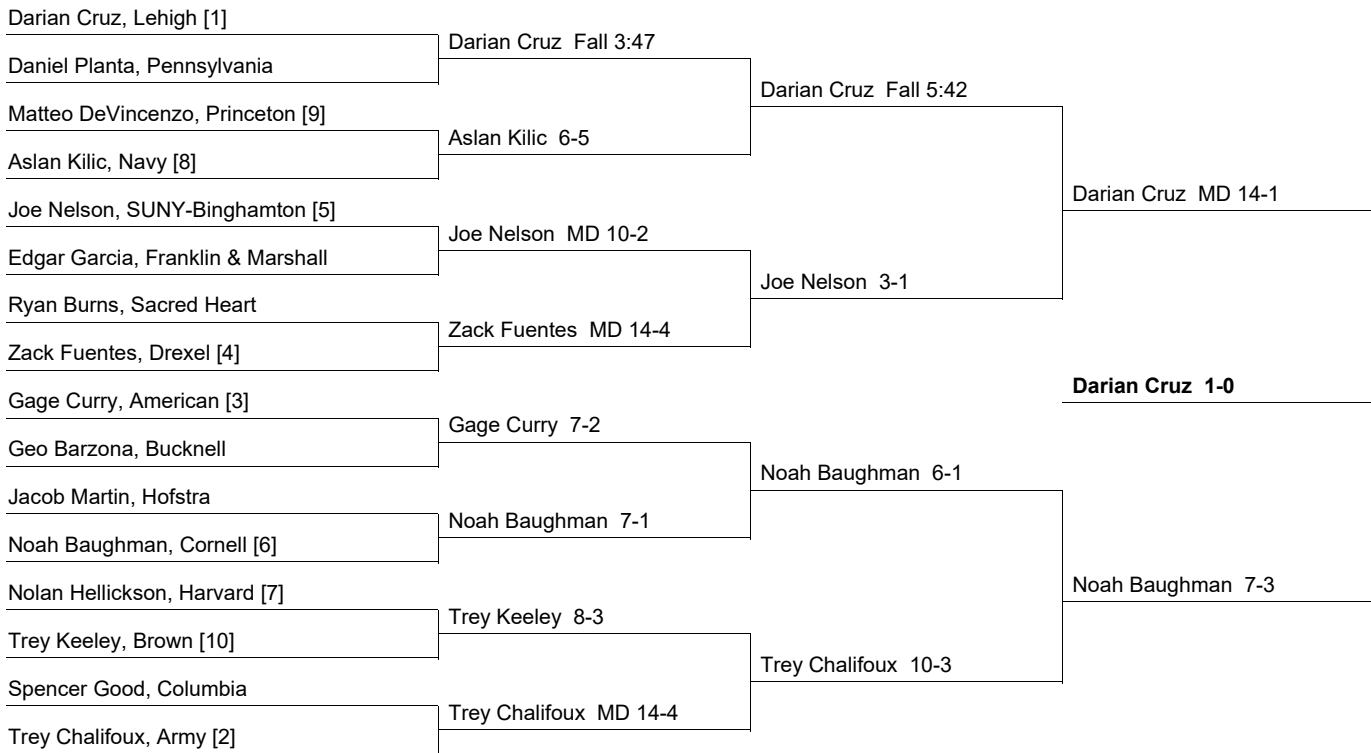 Darian Cruz, Lehigh [1]
Daniel Planta, Pennsylvania
Matteo DeVincenzo, Princeton [9]
Aslan Kilic, Navy [8]
Joe Nelson, SUNY-Binghamton [5]
Edgar Garcia, Franklin & Marshall
Ryan Burns, Sacred Heart
Zack Fuentes, Drexel [4]
Gage Curry, American [3]
Geo Barzona, Bucknell
Jacob Martin, Hofstra
Noah Baughman, Cornell [6]
Nolan Hellickson, Harvard [7]
Trey Keeley, Brown [10]
Spencer Good, Columbia
Trey Chalifoux, Army [2]
Darian Cruz Fall 3:47
Aslan Kilic 6-5
Joe Nelson MD 10-2
Zack Fuentes MD 14-4
Gage Curry 7-2
Noah Baughman 7-1
Trey Keeley 8-3
Trey Chalifoux MD 14-4
Darian Cruz Fall 5:42
Joe Nelson 3-1
Noah Baughman 6-1
Trey Chalifoux 10-3
Darian Cruz MD 14-1
Noah Baughman 7-3
Darian Cruz 1-0